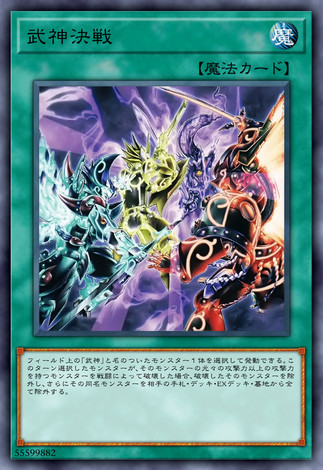 武神決戦
魔
【魔法カード】
フィールド上の「武神」と名のついたモンスター１体を選択して発動できる。こ
のターン選択したモンスターが、そのモンスターの元々の攻撃力以上の攻撃力
を持つモンスターを戦闘によって破壊した場合、破壊したそのモンスターを除
外し、さらにその同名モンスターを相手の手札・デッキ・EXデッキ・墓地から全
て除外する。
55599882